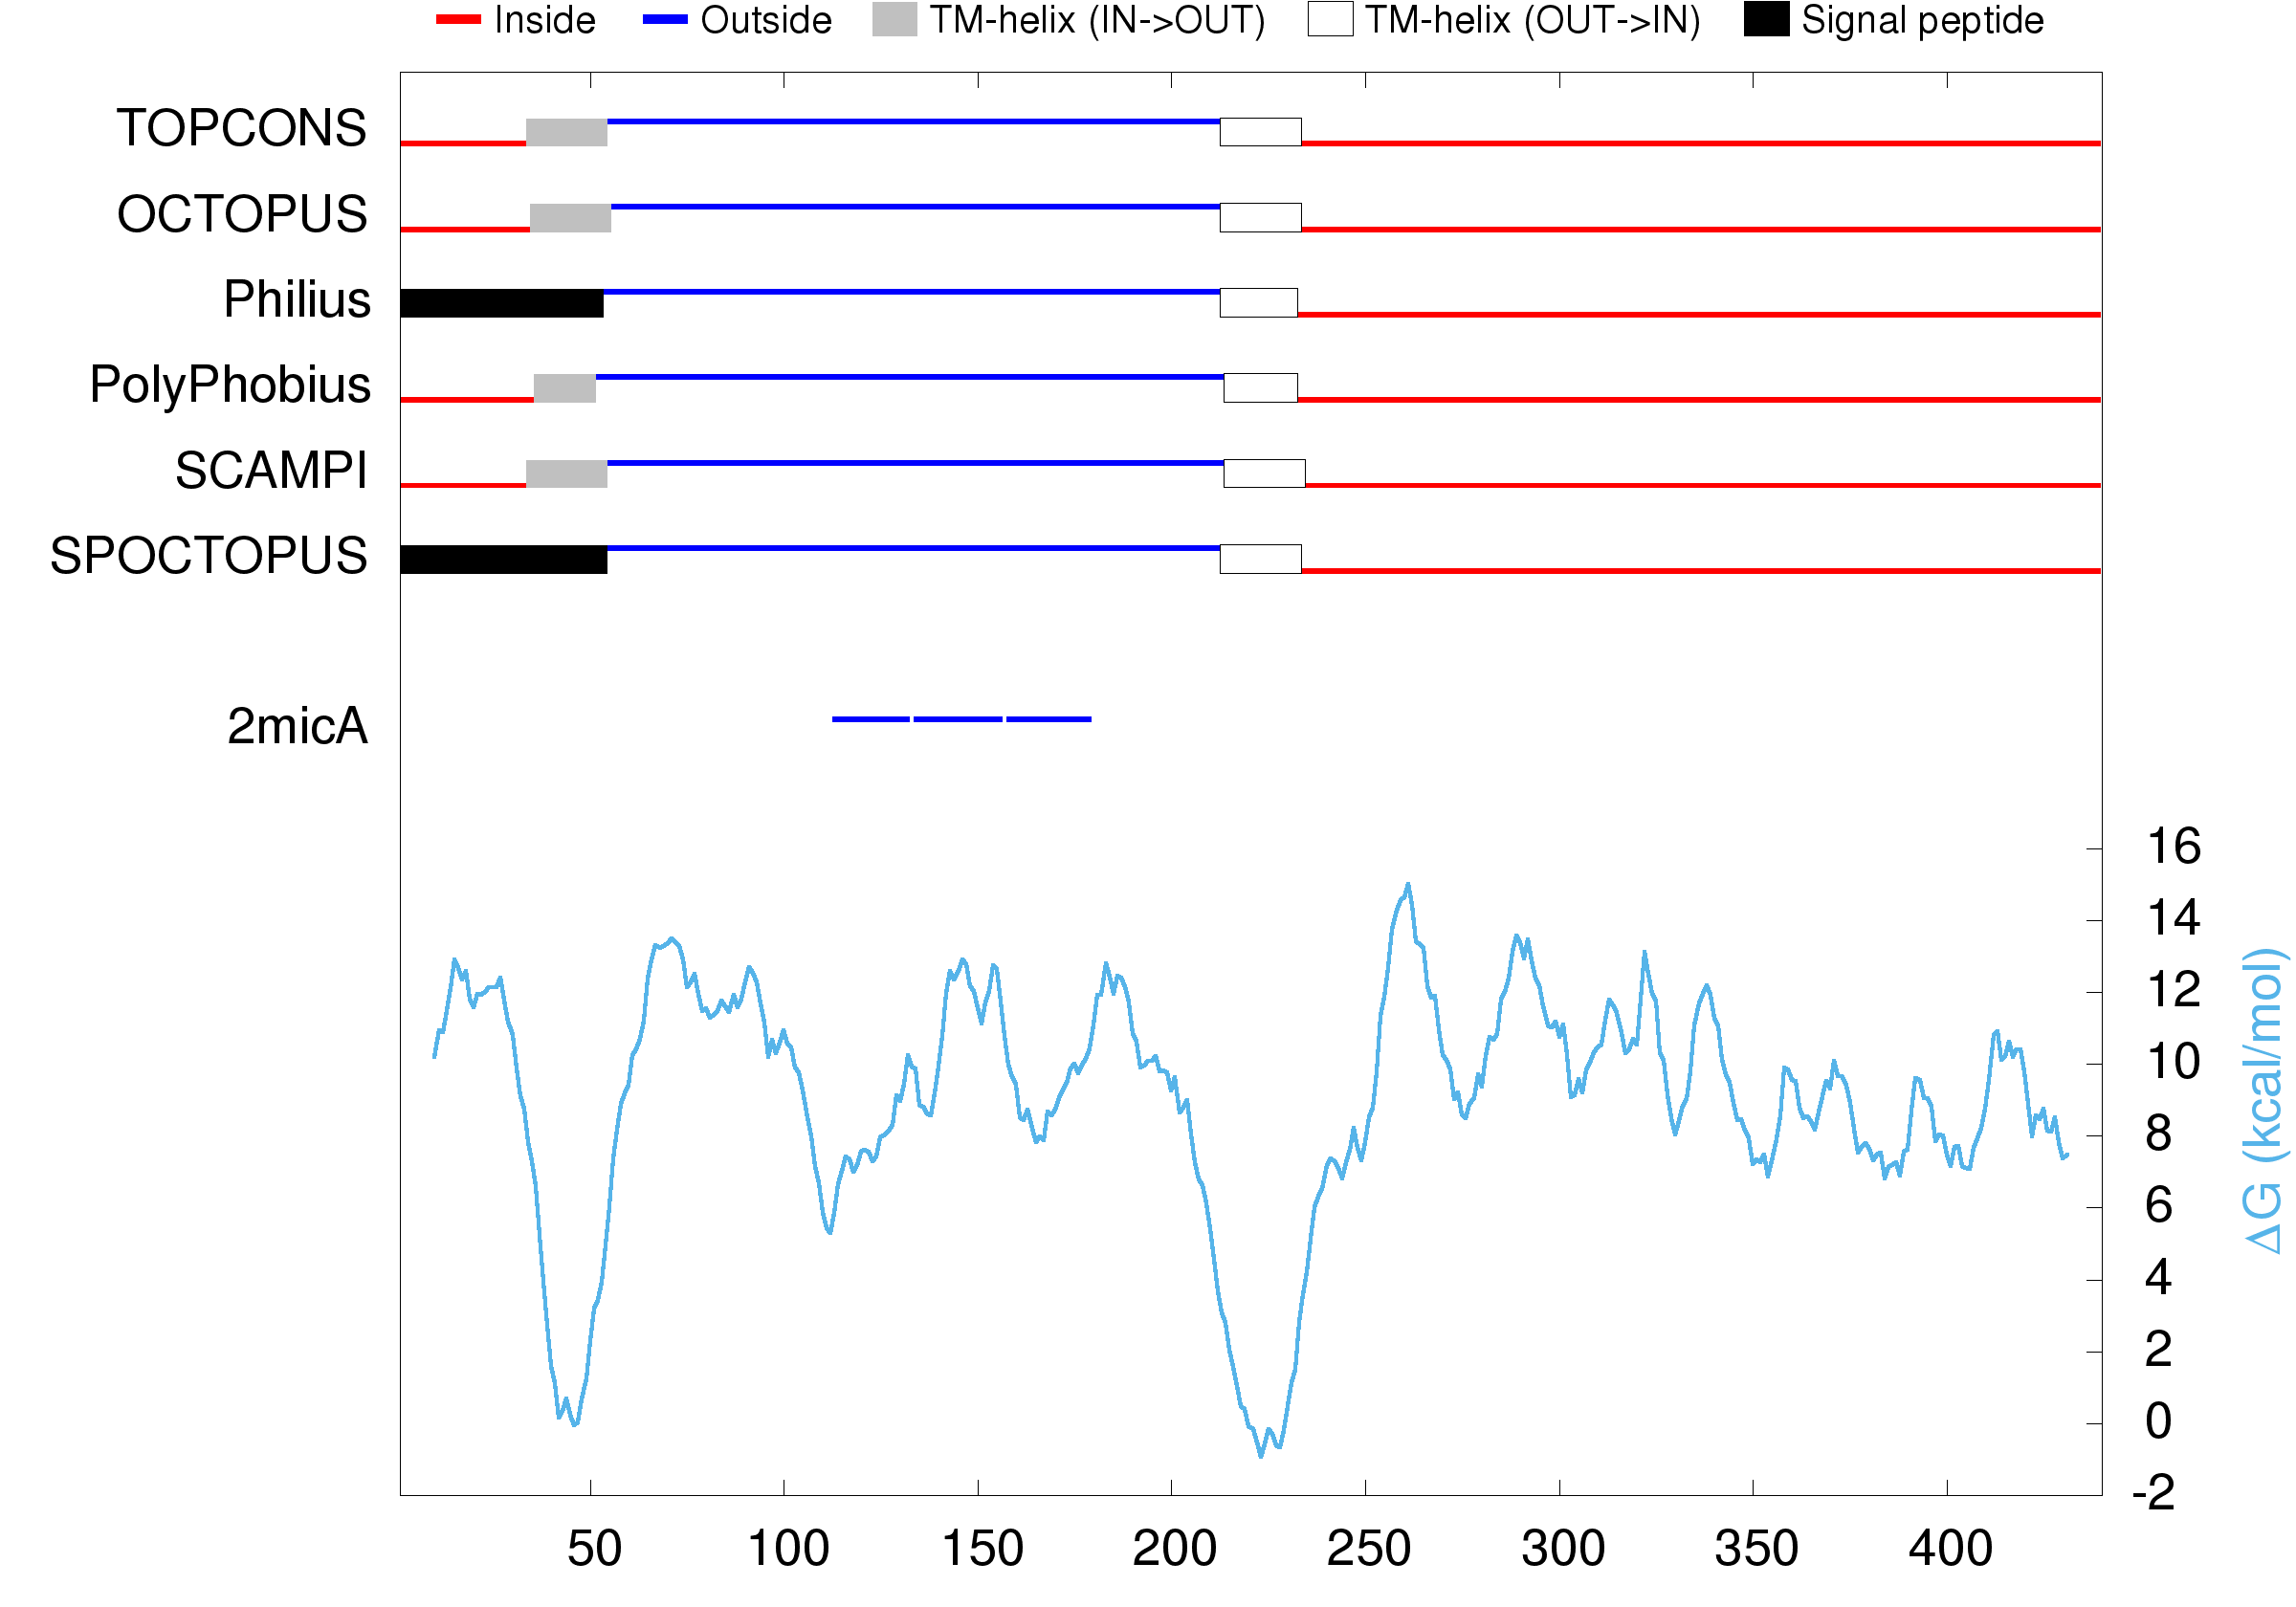 Inside Outside TM-helix (IN->OUT) TM-helix (OUT->IN) Signal peptide
TOPCONS
OCTOPUS
Philius
PolyPhobius
SCAMPI
SPOCTOPUS
2micA
16
14
12
10
8
6
4
2
0
-2
ΔG (kcal/mol)
50 100 150 200 250 300 350 400